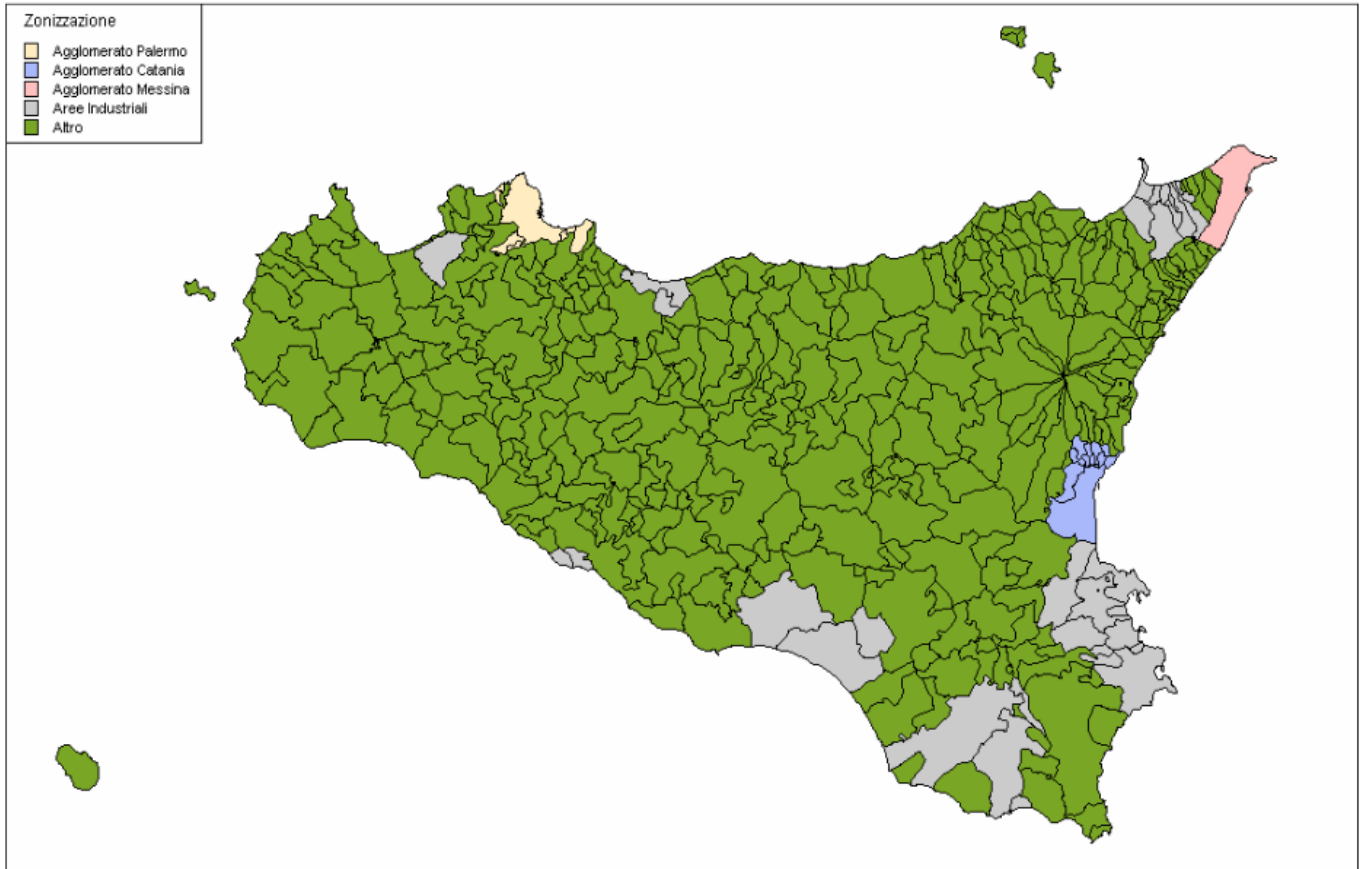 Zonizzazione
Agglomerato Palermo
Agglomerato Catania
Agglomerato Messina
Aree Industriali
Altro